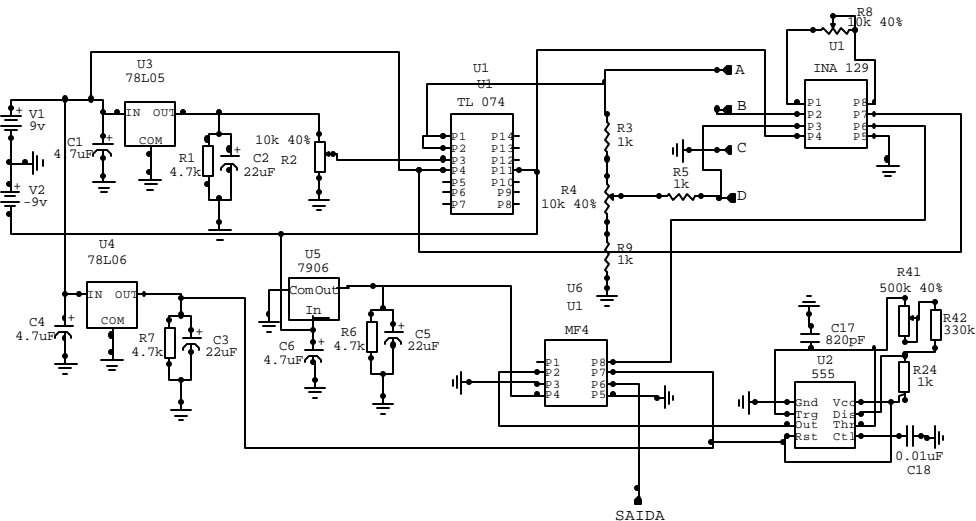 R8
10k 40%
U1
INA 129
P1 P8
P2 P7
P3 P6
P4 P5
U3
78L05
IN OUT
COM
V1
9v
C1
4.7uF
V2
-9v
R1
4.7k
C2
22uF
10k 40%
R2
U1
U1
TL 074
P1 P14
P2 P13
P3 P12
P4 P11
P5 P10
P6 P9
P7 P8
A
B
C
D
R3
1k
R5
1k
R4
10k 40%
R9
1k
U4
78L06
IN OUT
COM
C4
4.7uF
R7
4.7k
C3
22uF
U5
7906
Com Out
In
C6
4.7uF
R6
4.7k
C5
22uF
U6
U1
MF4
P1 P8
P2 P7
P3 P6
P4 P5
R41
500k 40%
R42
330k
C17
820pF
U2
555
R24
1k
Gnd Vcc
Trg Dis
Out Thr
Rst Ctl
0.01uF
C18
SAIDA